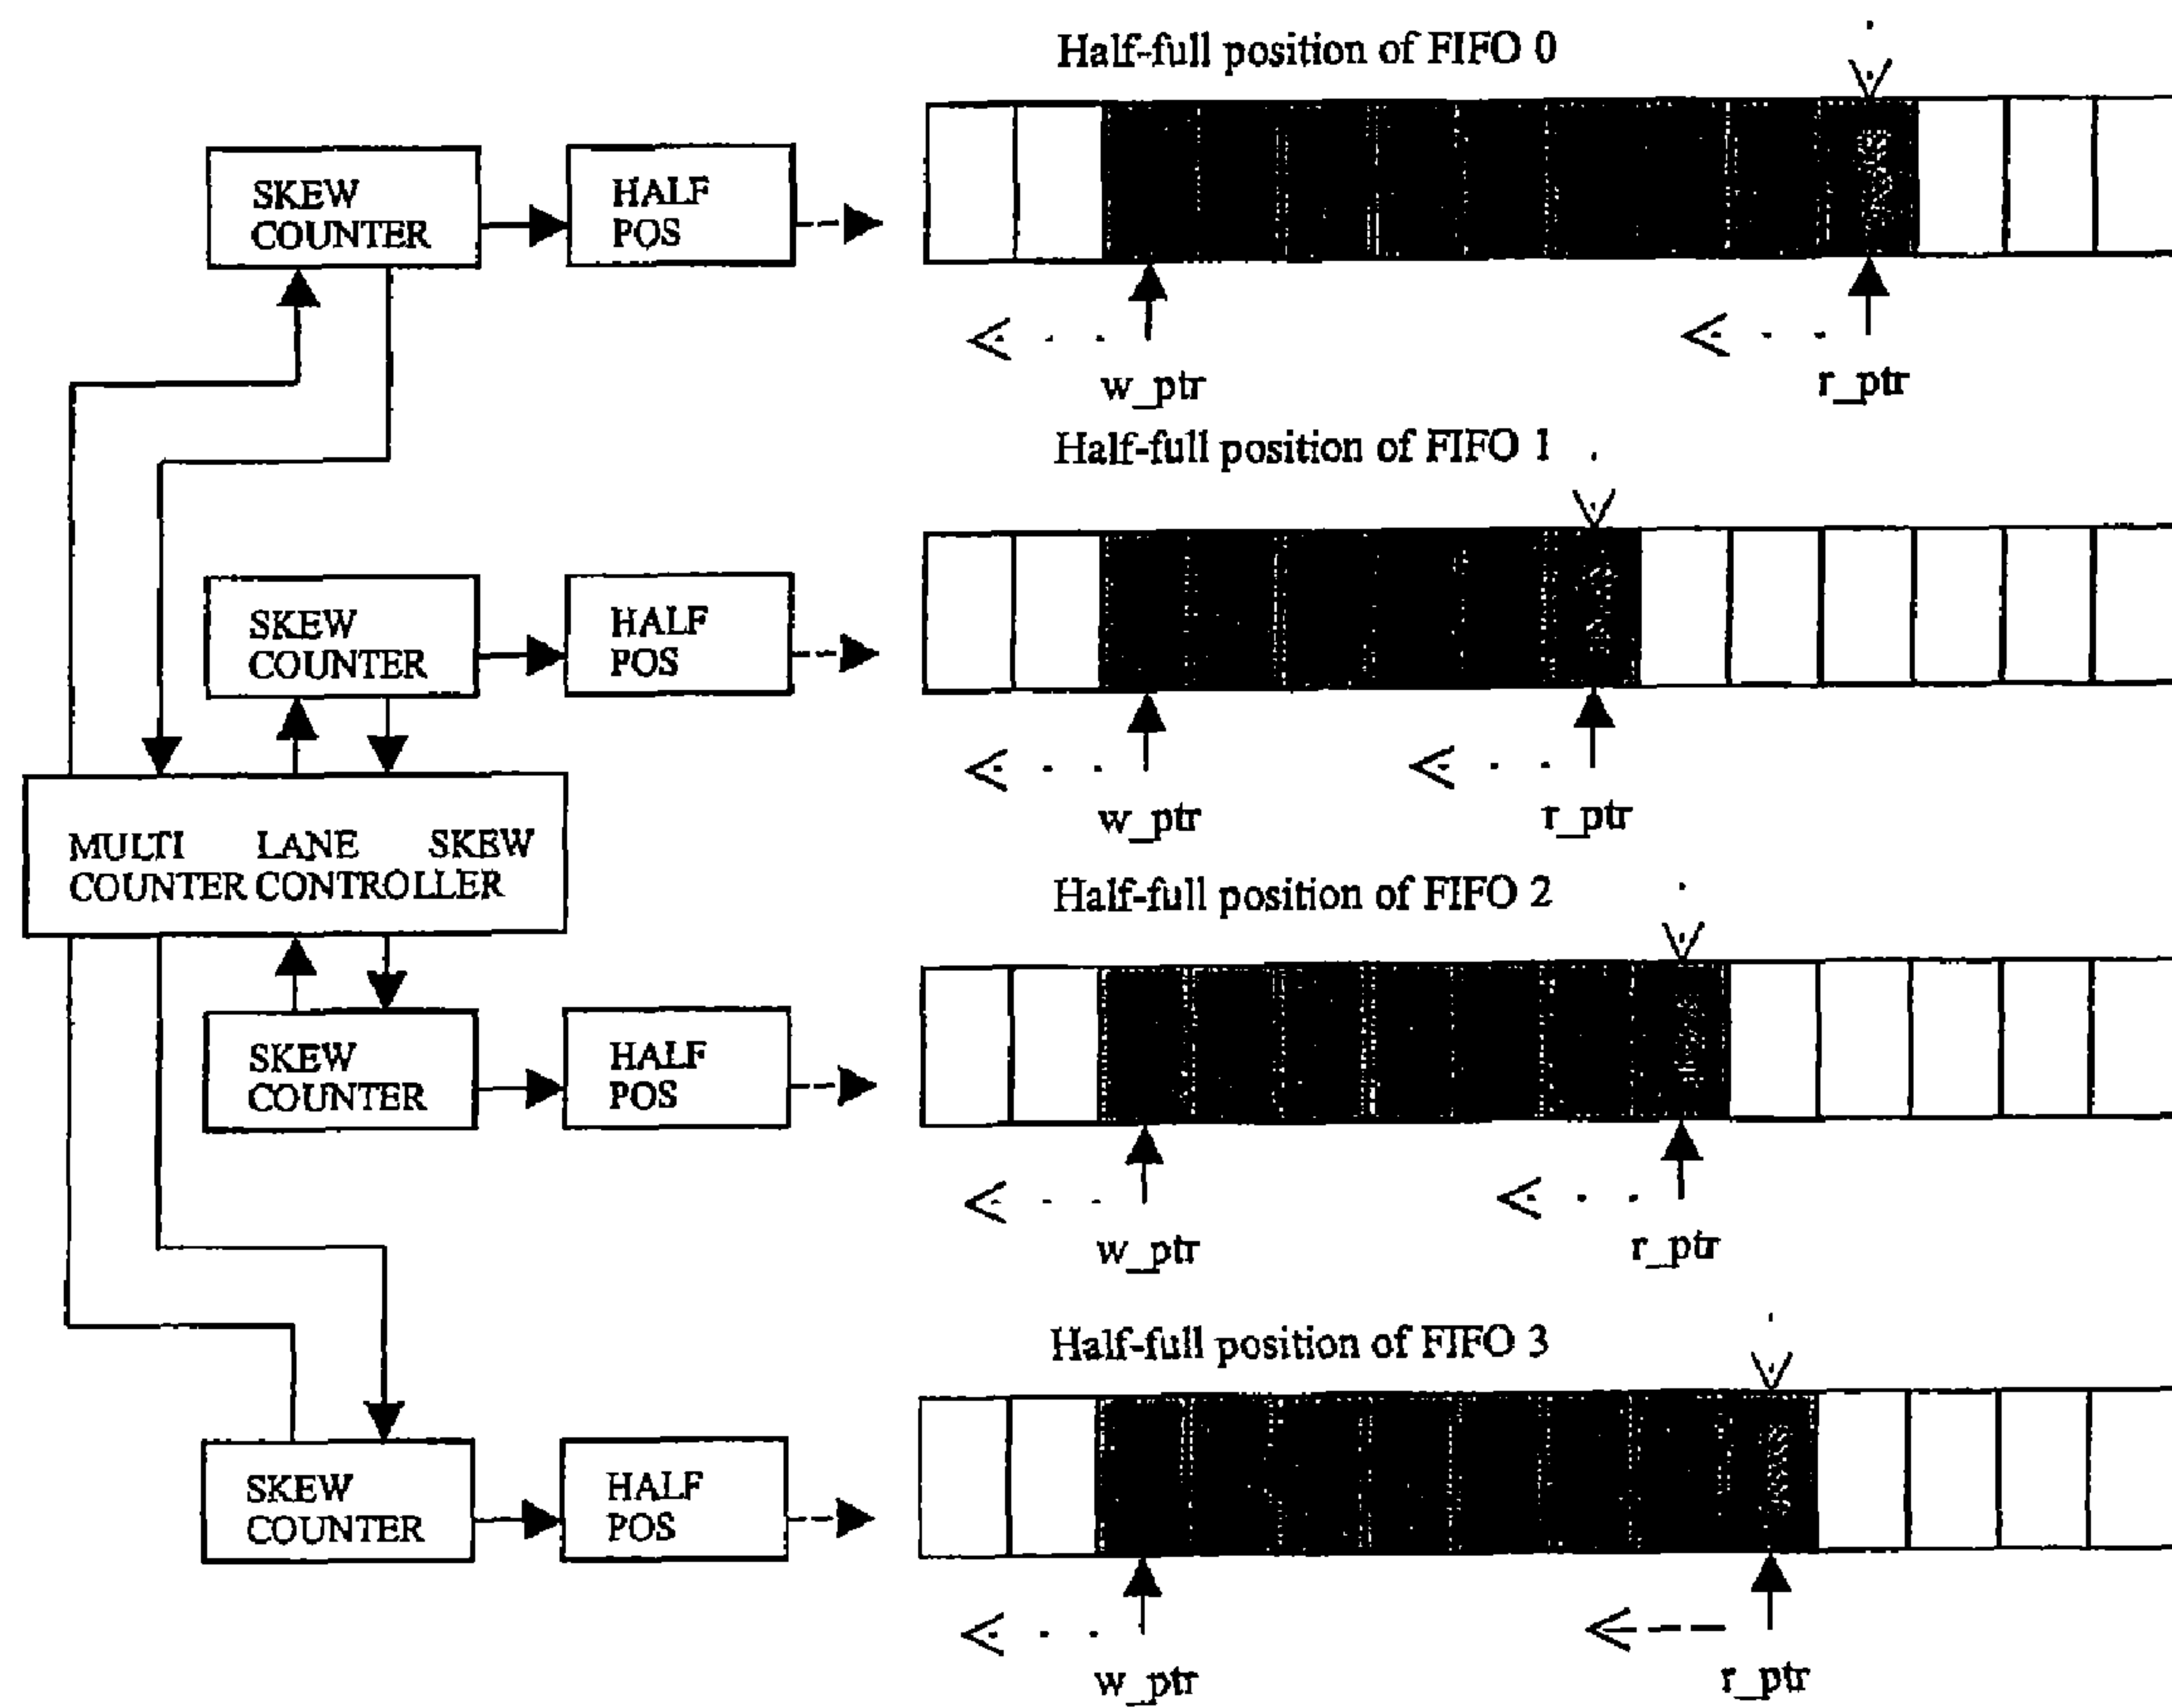 Half-full position of FIFO 0
SKEW
COUNTER
HALF
POS
w_ptr
r_ptr
Half-full position of FIFO 1
SKEW
COUNTER
HALF
POS
w_ptr
r_ptr
MULTI LANE SKEW
COUNTER CONTROLLER
Half-full position of FIFO 2
SKEW
COUNTER
HALF
POS
w_ptr
r_ptr
Half-full position of FIFO 3
SKEW
COUNTER
HALF
POS
w_ptr
r_ptr